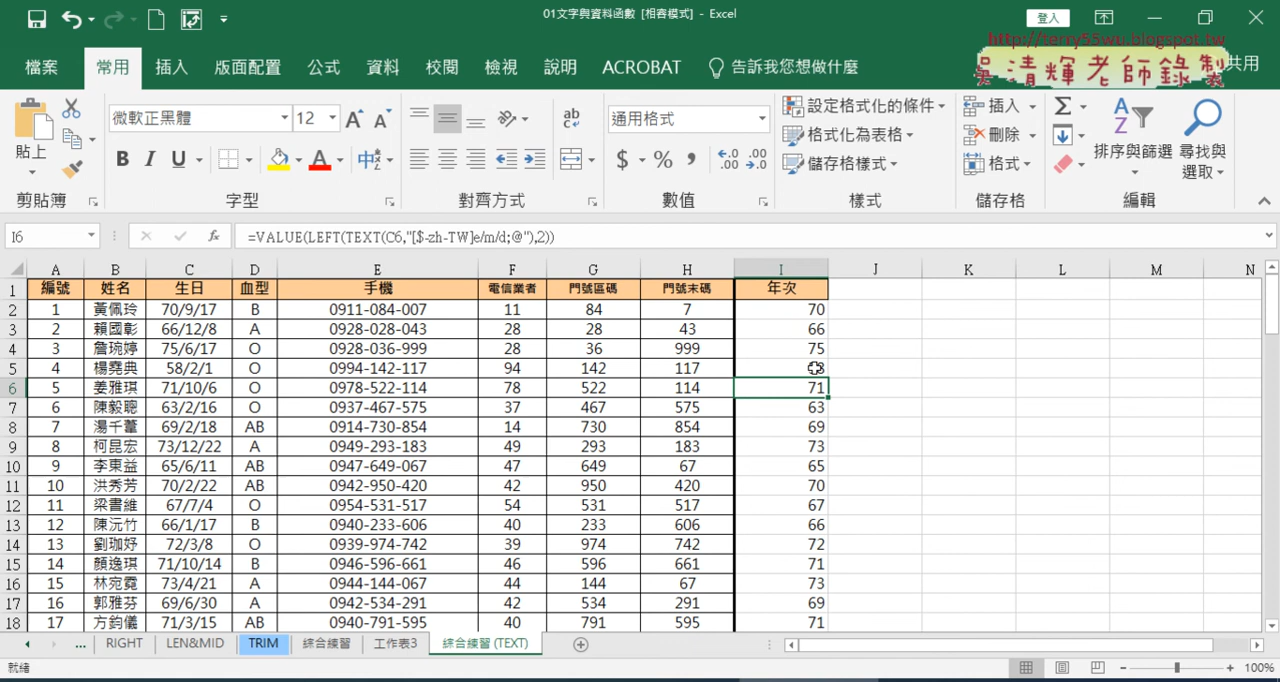 01文字與資料函數 [相容模式] - Excel
登入
http://terry55wu.blogspot.tw
吳清輝老師錄製
檔案 常用 插入 版面配置 公式 資料 校閱 檢視 說明 ACROBAT 告訴我您想做什麼 共用
微軟正黑體 12 通用格式
貼上
B I U A 中 $ % , .00 .00
設定格式化的條件
格式化為表格
儲存格樣式
插入
刪除
格式
排序與篩選 尋找與選取
剪貼簿 字型 對齊方式 數值 樣式 儲存格 編輯
I6 fx =VALUE(LEFT(TEXT(C6,"[$-zh-TW]e/m/d;@"),2))
A B C D E F G H I J K L M N
1 編號 姓名 生日 血型 手機 電信業者 門號區碼 門號末碼 年次
2 1 黃佩玲 70/9/17 B 0911-084-007 11 84 7 70
3 2 賴國彰 66/12/8 A 0928-028-043 28 28 43 66
4 3 詹琬婷 75/6/17 O 0928-036-999 28 36 999 75
5 4 楊堯典 58/2/1 O 0994-142-117 94 142 117
6 5 姜雅琪 71/10/6 O 0978-522-114 78 522 114 71
7 6 陳毅聰 63/2/16 O 0937-467-575 37 467 575 63
8 7 湯千蕙 69/2/18 AB 0914-730-854 14 730 854 69
9 8 柯昆宏 73/12/22 A 0949-293-183 49 293 183 73
10 9 李東益 65/6/11 AB 0947-649-067 47 649 67 65
11 10 洪秀芳 70/2/22 AB 0942-950-420 42 950 420 70
12 11 梁書維 67/7/4 O 0954-531-517 54 531 517 67
13 12 陳沅竹 66/1/17 B 0940-233-606 40 233 606 66
14 13 劉珈妤 72/3/8 O 0939-974-742 39 974 742 72
15 14 顏逸琪 71/10/14 B 0946-596-661 46 596 661 71
16 15 林宛霓 73/4/21 A 0944-144-067 44 144 67 73
17 16 郭雅芬 69/6/30 A 0942-534-291 42 534 291 69
18 17 方鈞儀 71/3/15 AB 0940-791-595 40 791 595 71
... RIGHT LEN&MID TRIM 綜合練習 工作表3 綜合練習 (TEXT)
就緒 100%